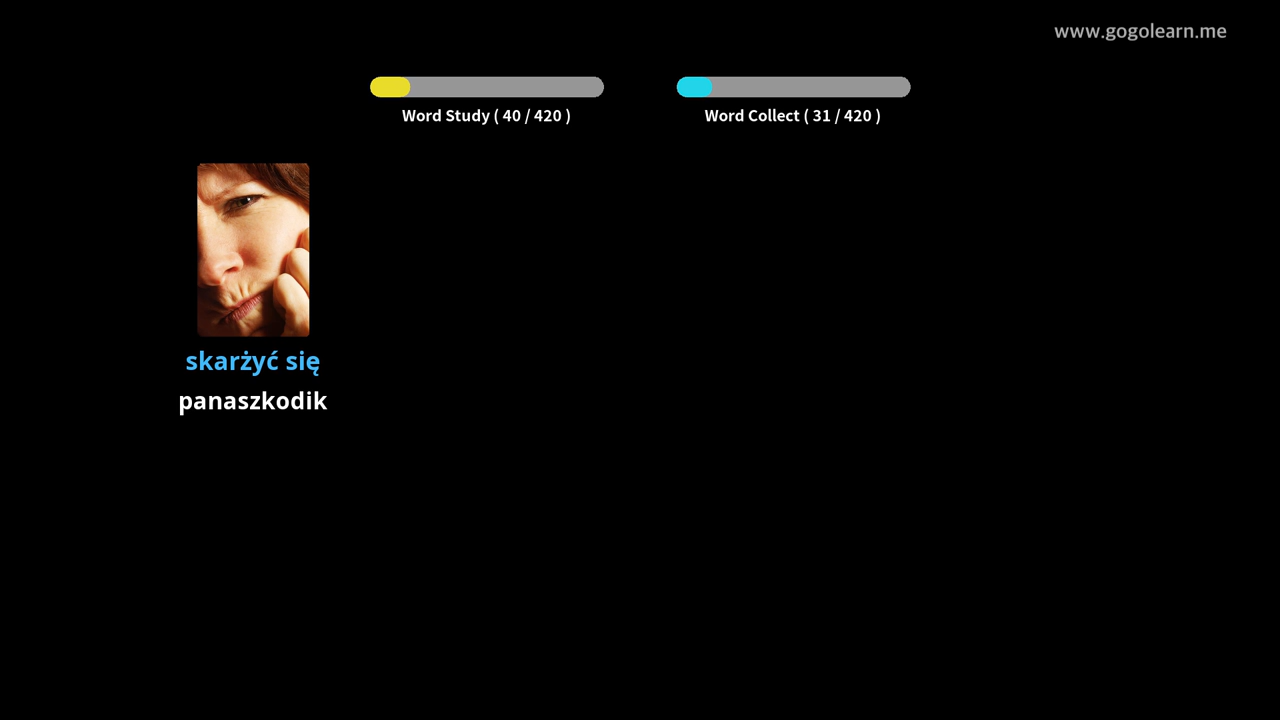 www.gogolearn.me
Word Study ( 40 / 420 )
Word Collect ( 31 / 420 )
skarżyć się
panaszkodik